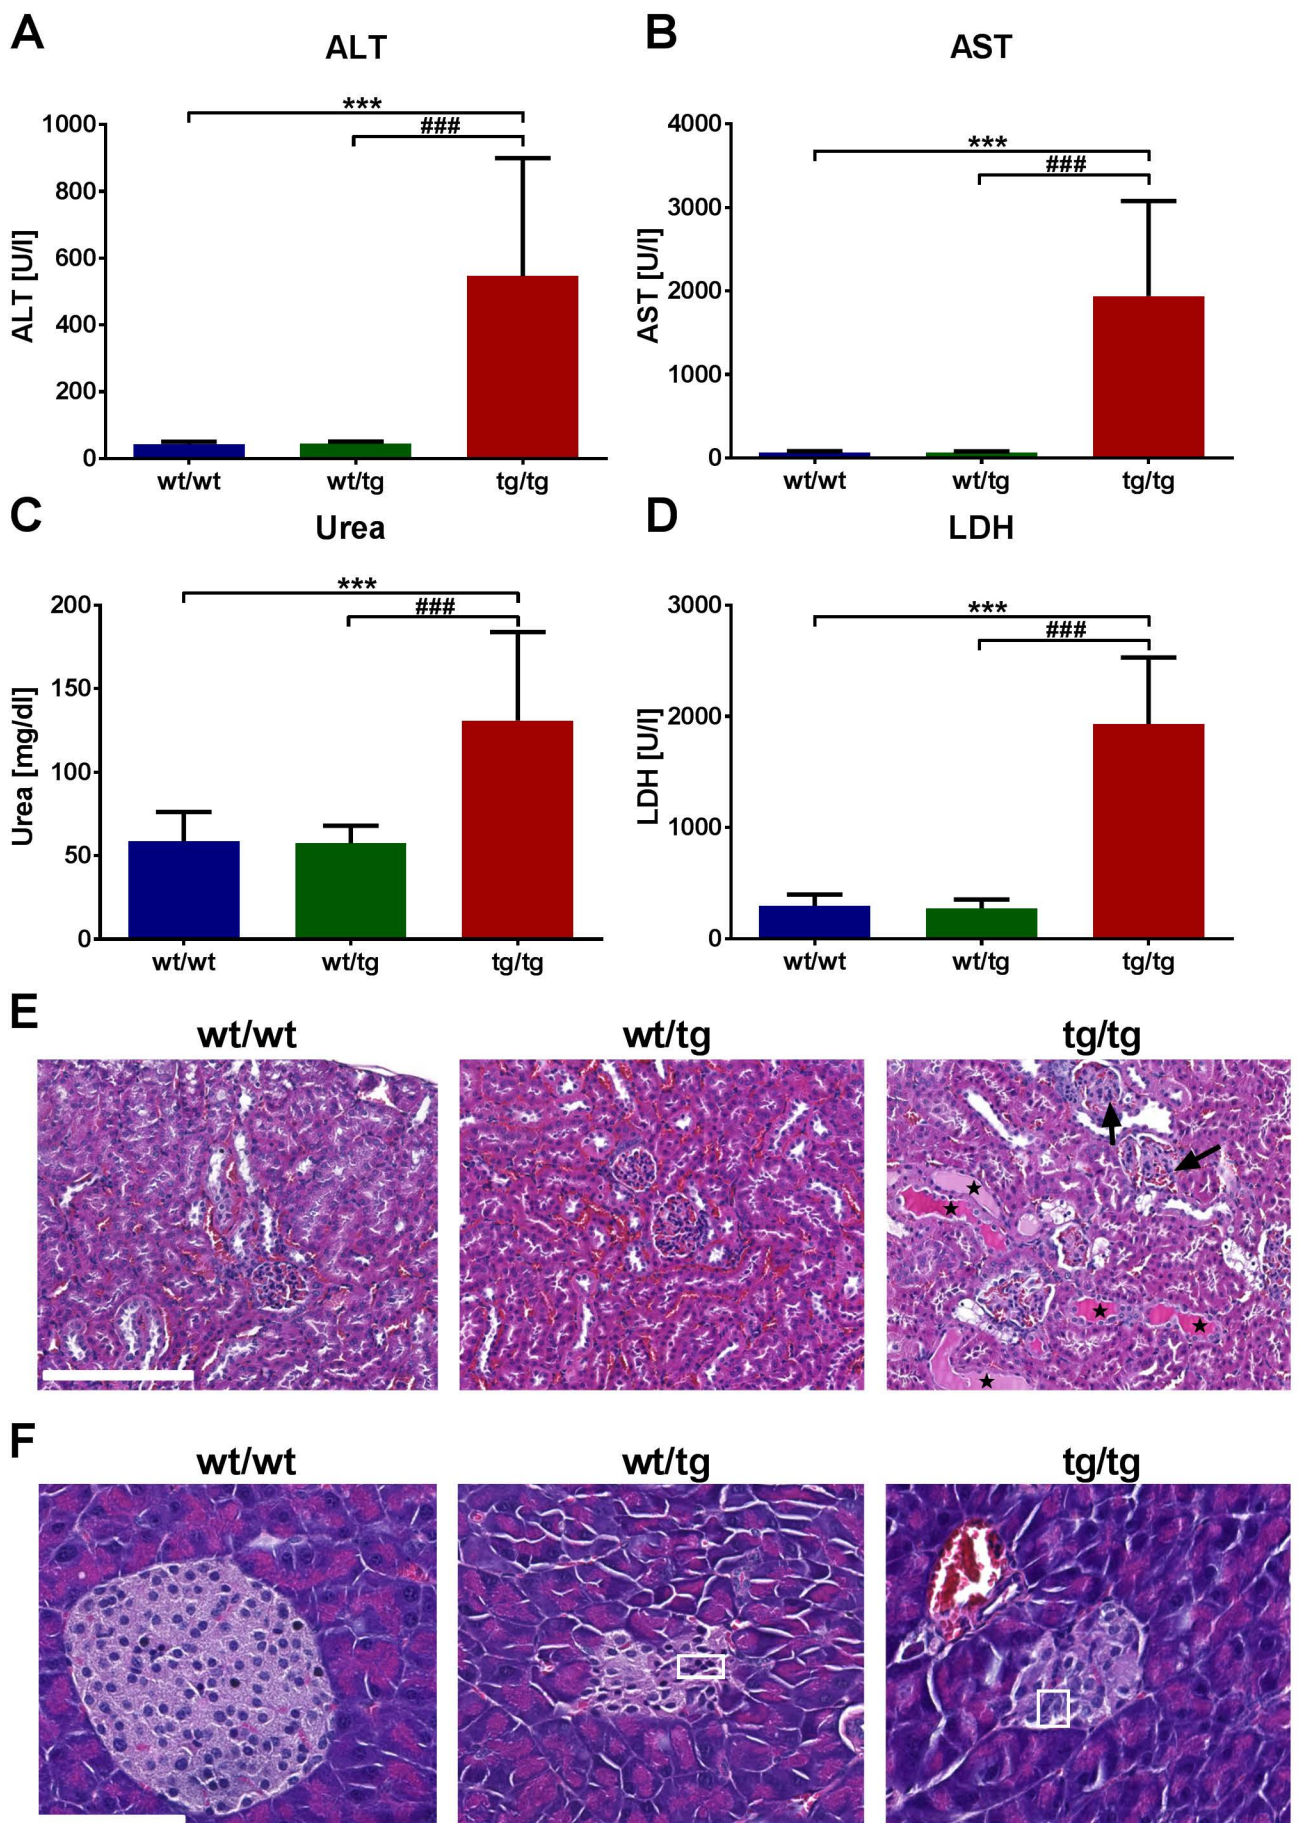 A
ALT
ALT [U/l]
1000
800
600
400
200
0
***
###
wt/wt
wt/tg
tg/tg
B
AST
AST [U/l]
4000
3000
2000
1000
0
***
###
wt/wt
wt/tg
tg/tg
C
Urea
Urea [mg/dl]
200
150
100
50
0
***
###
wt/wt
wt/tg
tg/tg
D
LDH
LDH [U/l]
3000
2000
1000
0
***
###
wt/wt
wt/tg
tg/tg
E
wt/wt
wt/tg
tg/tg
F
wt/wt
wt/tg
tg/tg